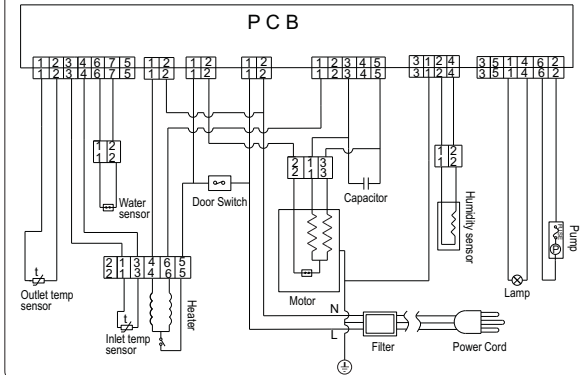 PCB
1 2 3 4 6 7 5 1 2 1 2 1 2 1 2 3 4 5 3 1 2 4 3 5 1 4 6 2
1 2 3 4 6 7 5 1 2 1 2 1 2 1 2 3 4 5 3 1 2 4 3 5 1 4 6 2
1 2
1 2
1 2
1 2
2 1 3
2 1 3
Water
sensor
Door Switch
Capacitor
Humidity sensor
Pump
P
2 1 3 4 6 5
2 1 3 4 6 5
t
Outlet temp
sensor
t
Inlet temp
sensor
Heater
Motor
Lamp
N
L
Filter
Power Cord